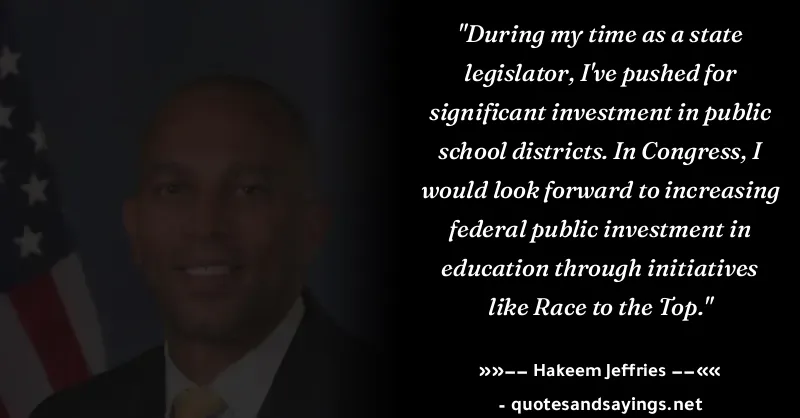 "During my time as a state
legislator, I've pushed for
significant investment in public
school districts. In Congress, I
would look forward to increasing
federal public investment in
education through initiatives
like Race to the Top."
»»−− Hakeem Jeffries −−««
- quotesandsayings.net